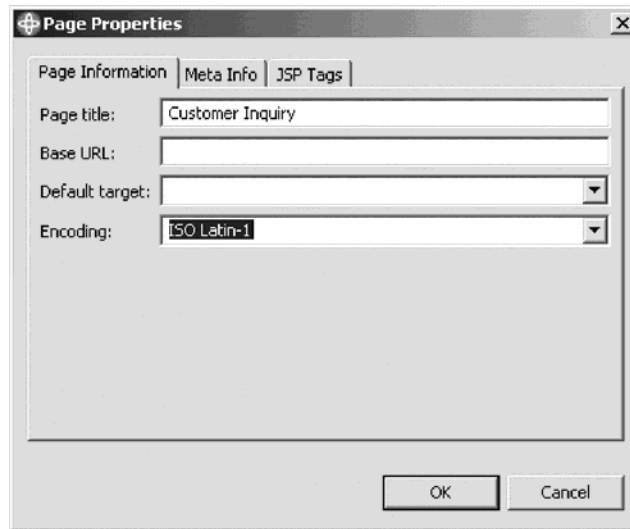 Page Properties
Page Information Meta Info JSP Tags
Page title: Customer Inquiry
Base URL:
Default target:
Encoding: ISO Latin-1
OK Cancel